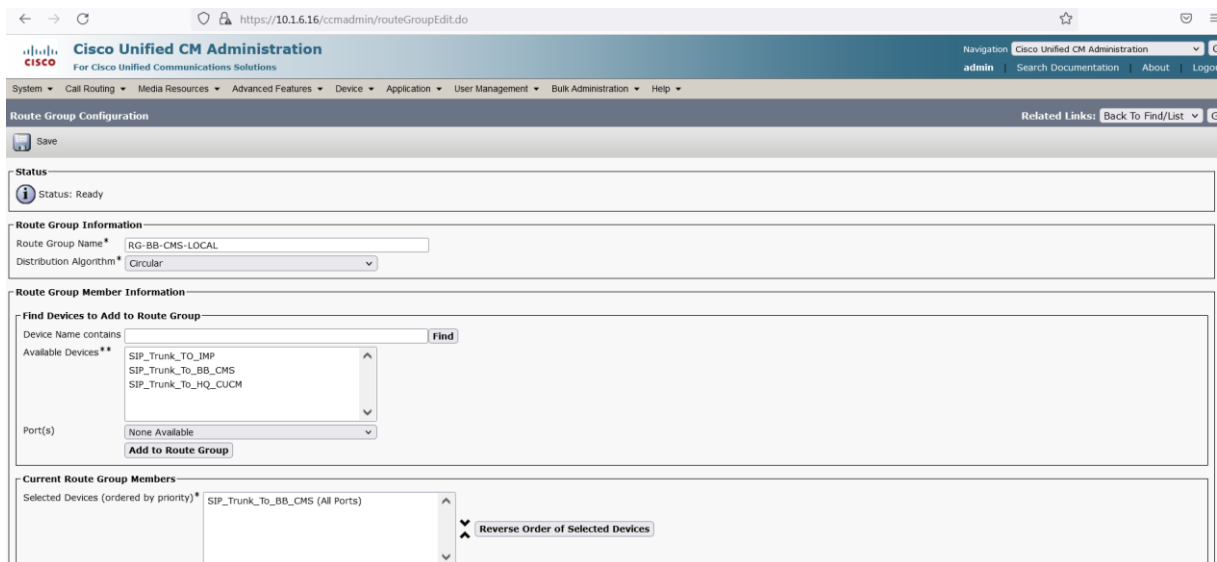 https://10.1.6.16/ccmadmin/routeGroupEdit.do
CISCO
Cisco Unified CM Administration
For Cisco Unified Communications Solutions
Navigation Cisco Unified CM Administration
admin | Search Documentation | About |
System Call Routing Media Resources Advanced Features Device Application User Management Bulk Administration Help
Route Group Configuration
Related Links: Back To Find/List
Save
Status
Status: Ready
Route Group Information
Route Group Name* RG-BB-CMS-LOCAL
Distribution Algorithm* Circular
Route Group Member Information
Find Devices to Add to Route Group
Device Name contains Find
Available Devices** SIP_Trunk_TO_IMP
SIP_Trunk_To_BB_CMS
SIP_Trunk_To_HQ_CUCM
Port(s) None Available
Add to Route Group
Current Route Group Members
Selected Devices (ordered by priority)* SIP_Trunk_To_BB_CMS (All Ports)
Reverse Order of Selected Devices